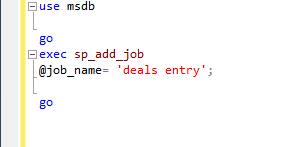 use msdb
go
exec sp_add_job
@job_name= 'deals entry';
go